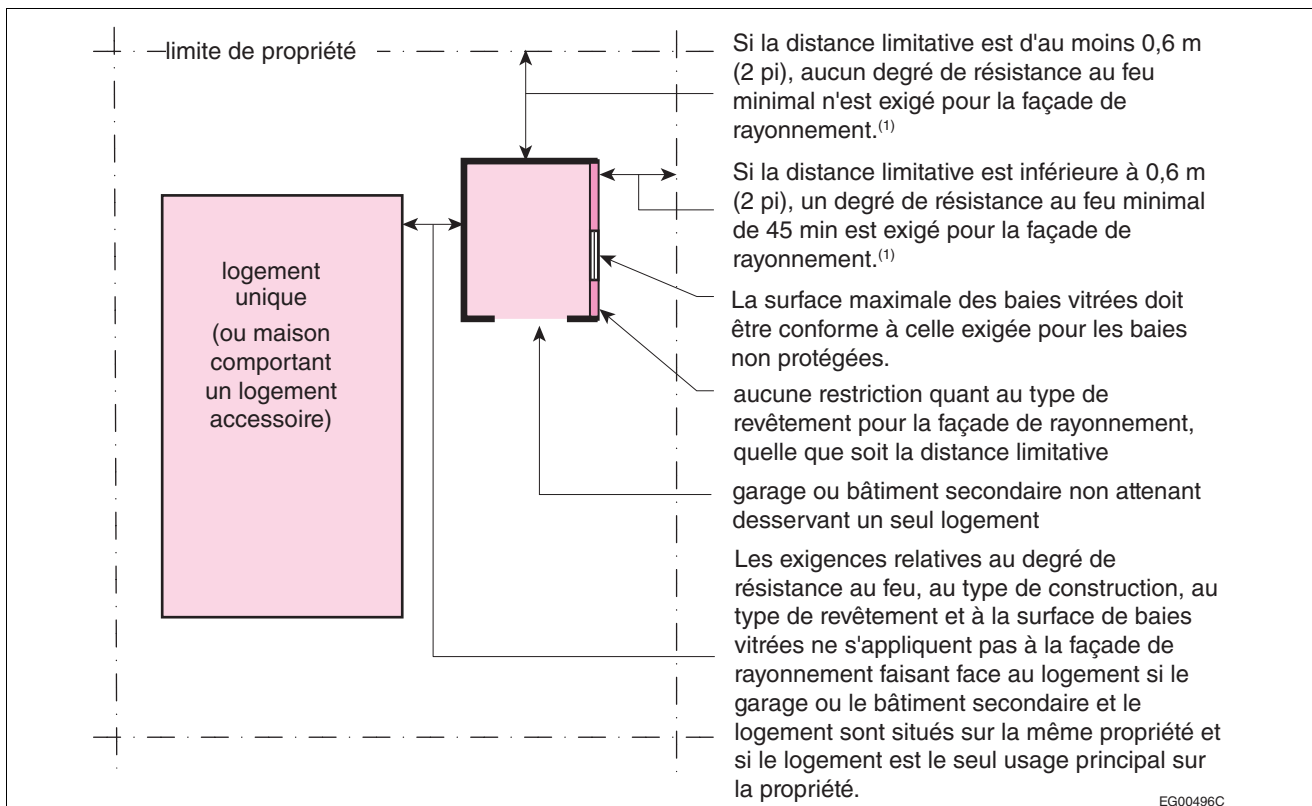 limite de propriété
logement
unique
(ou maison
comportant
un logement
accessoire)
Si la distance limitative est d'au moins 0,6 m
(2 pi), aucun degré de résistance au feu
minimal n'est exigé pour la façade de
rayonnement.(1)
Si la distance limitative est inférieure à 0,6 m
(2 pi), un degré de résistance au feu minimal
de 45 min est exigé pour la façade de
rayonnement.(1)
La surface maximale des baies vitrées doit
être conforme à celle exigée pour les baies
non protégées.
aucune restriction quant au type de
revêtement pour la façade de rayonnement,
quelle que soit la distance limitative
garage ou bâtiment secondaire non attenant
desservant un seul logement
Les exigences relatives au degré de
résistance au feu, au type de construction, au
type de revêtement et à la surface de baies
vitrées ne s'appliquent pas à la façade de
rayonnement faisant face au logement si le
garage ou le bâtiment secondaire et le
logement sont situés sur la même propriété et
si le logement est le seul usage principal sur
la propriété.
EG00496C